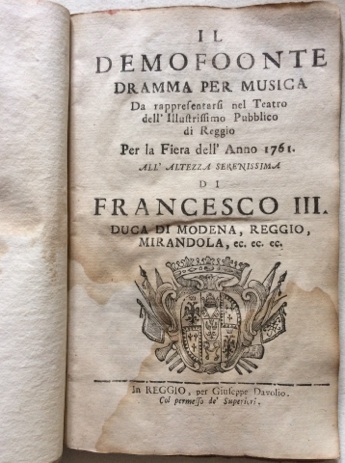 IL
DEMOFOONTE
DRAMMA PER MUSICA
Da rappresentarsi nel Teatro
dell' Illustrissimo Pubblico
di Reggio
Per la Fiera dell' Anno 1761.
ALL' ALTEZZA SERENISSIMA
DI
FRANCESCO III.
DUCA DI MODENA, REGGIO,
MIRANDOLA, ec. ec. ec.
In REGGIO, per Giuseppe Davolio.
Col permesso de' Superiori.